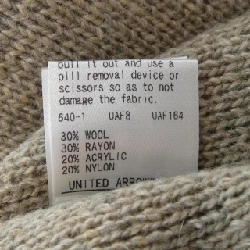 pull it out and use a
pill removal device or
scissors so as to not
damage the fabric.
640-1 UAF8 UAF164
30% WOOL
30% RAYON
20% ACRYLIC
20% NYLON
UNITED ARROWS